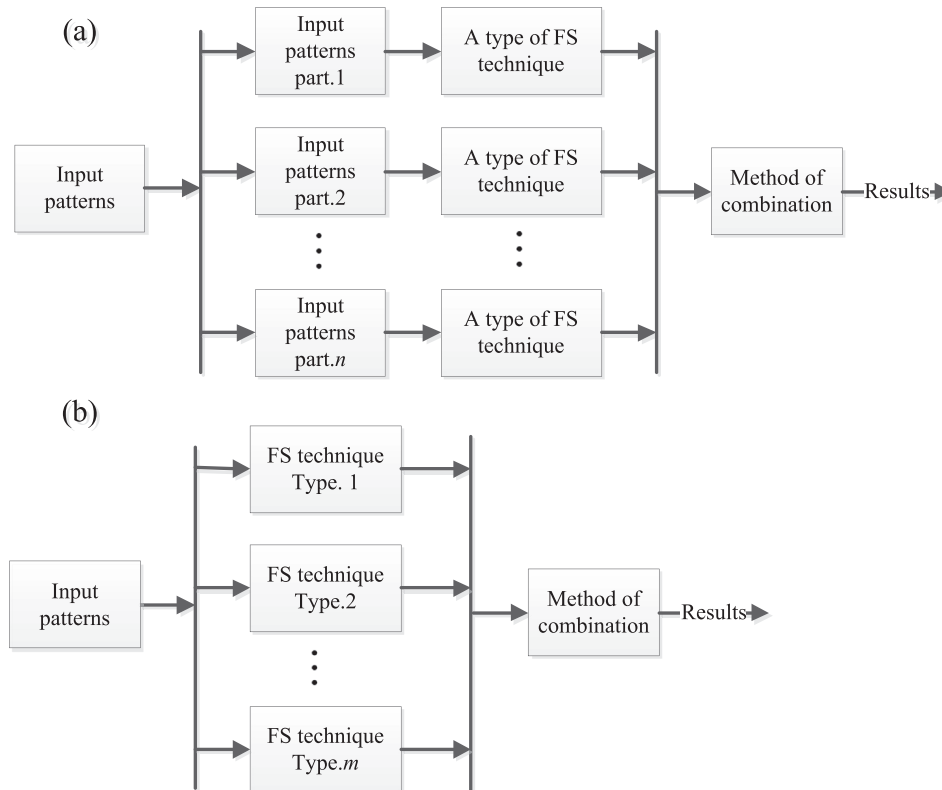 (a)
Input
patterns
Input
patterns
part.1
A type of FS
technique
Input
patterns
part.2
A type of FS
technique
Input
patterns
part.n
A type of FS
technique
Method of
combination
Results
(b)
Input
patterns
FS technique
Type. 1
FS technique
Type.2
FS technique
Type.m
Method of
combination
Results